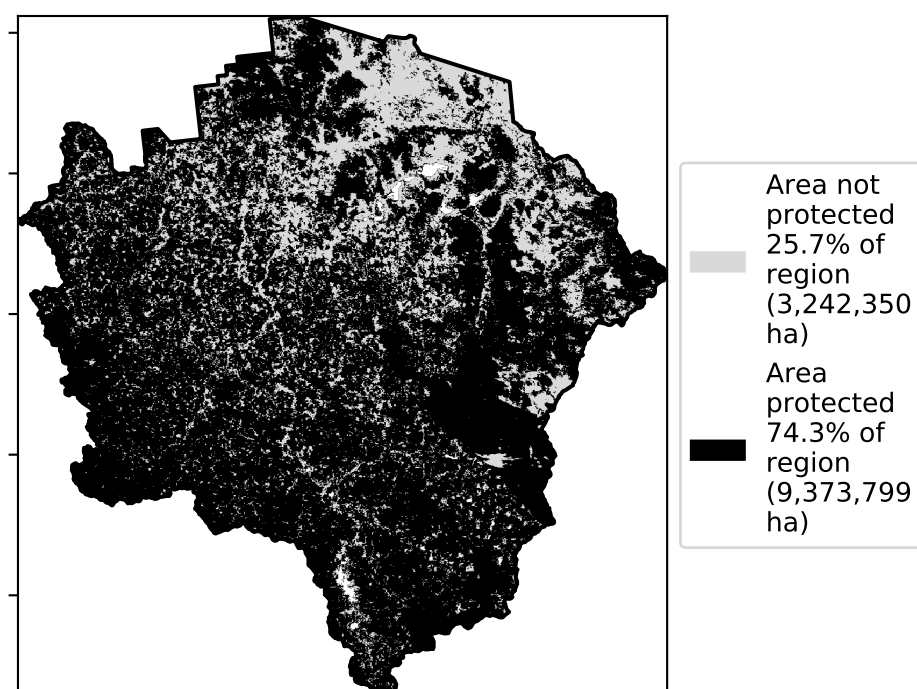 Area not
protected
25.7% of
region
(3,242,350
ha)
Area
protected
74.3% of
region
(9,373,799
ha)